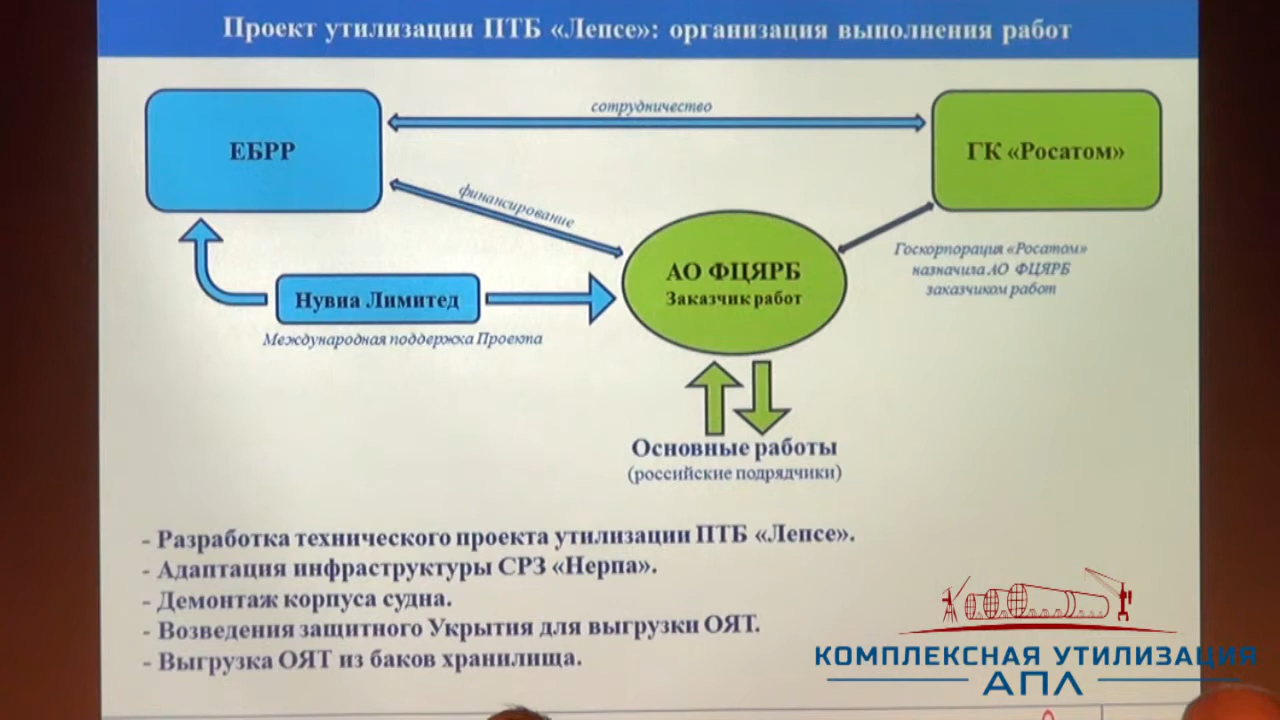 Проект утилизации ПТБ «Лепсе»: организация выполнения работ
сотрудничество
ЕБРР
ГК «Росатом»
финансирование
АО ФЦЯРБ
Заказчик работ
Госкорпорация «Росатом»
назначила АО ФЦЯРБ
заказчиком работ
Нувиа Лимитед
Международная поддержка Проекта
Основные работы
(российские подрядчики)
- Разработка технического проекта утилизации ПТБ «Лепсе».
- Адаптация инфраструктуры СРЗ «Нерпа».
- Демонтаж корпуса судна.
- Возведения защитного Укрытия для выгрузки ОЯТ.
- Выгрузка ОЯТ из баков хранилища.
КОМПЛЕКСНАЯ УТИЛИЗАЦИЯ
АПЛ